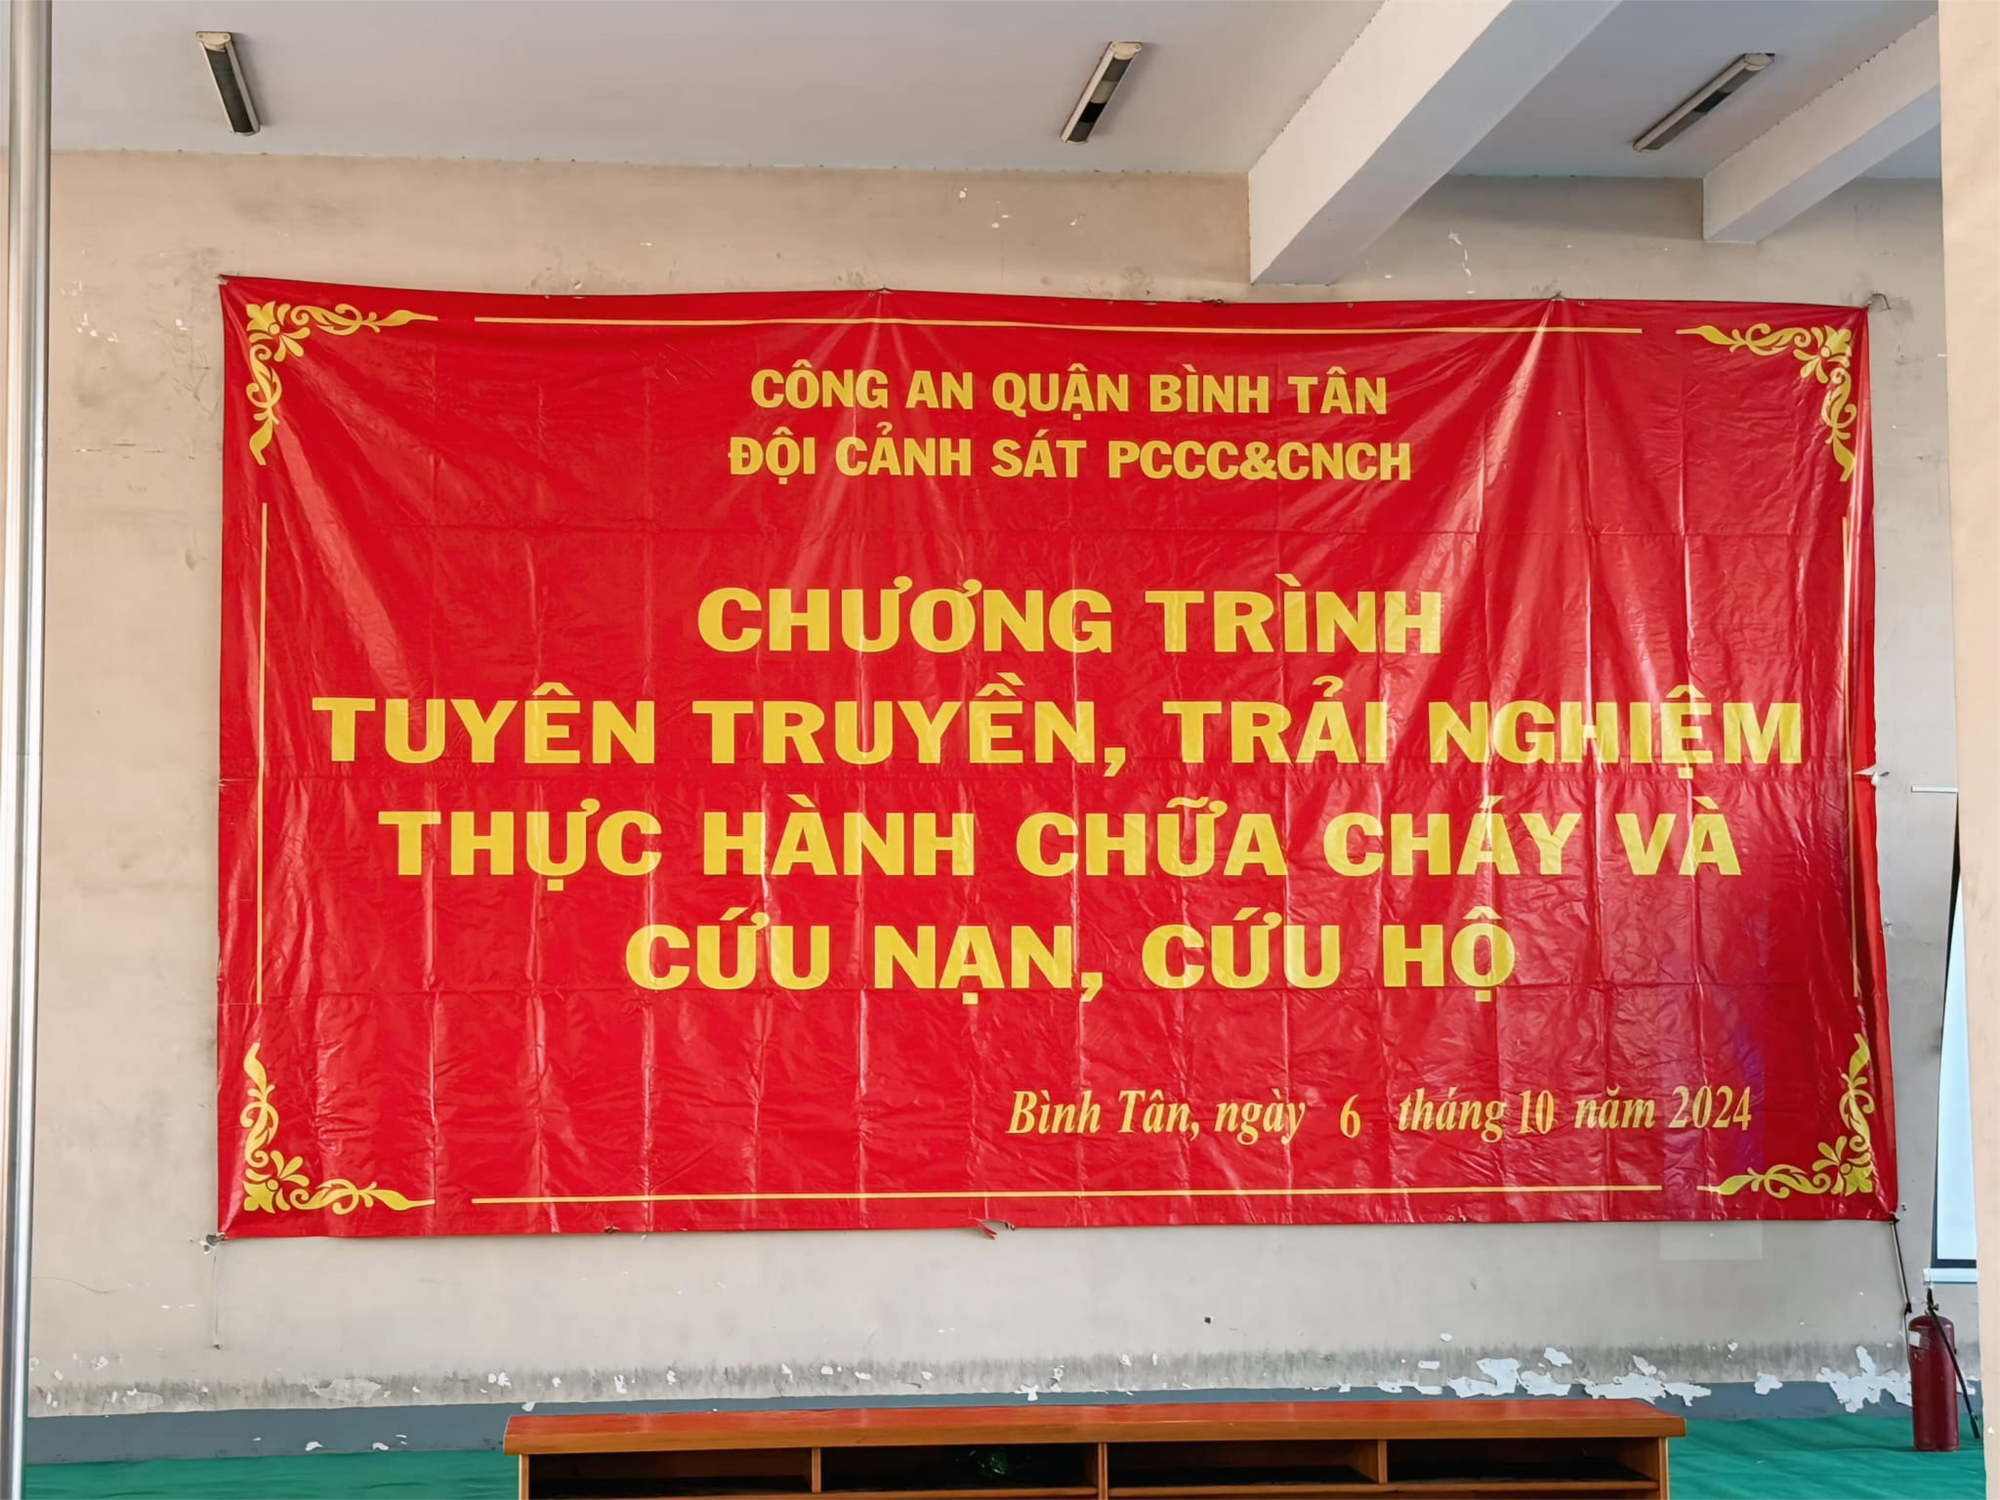 CÔNG AN QUẬN BÌNH TÂN
ĐỘI CẢNH SÁT PCCC&CNCH
CHƯƠNG TRÌNH
TUYÊN TRUYỀN, TRẢI NGHIỆM
THỰC HÀNH CHỮA CHÁY VÀ
CỨU NẠN, CỨU HỘ
Bình Tân, ngày 6 tháng 10 năm 2024